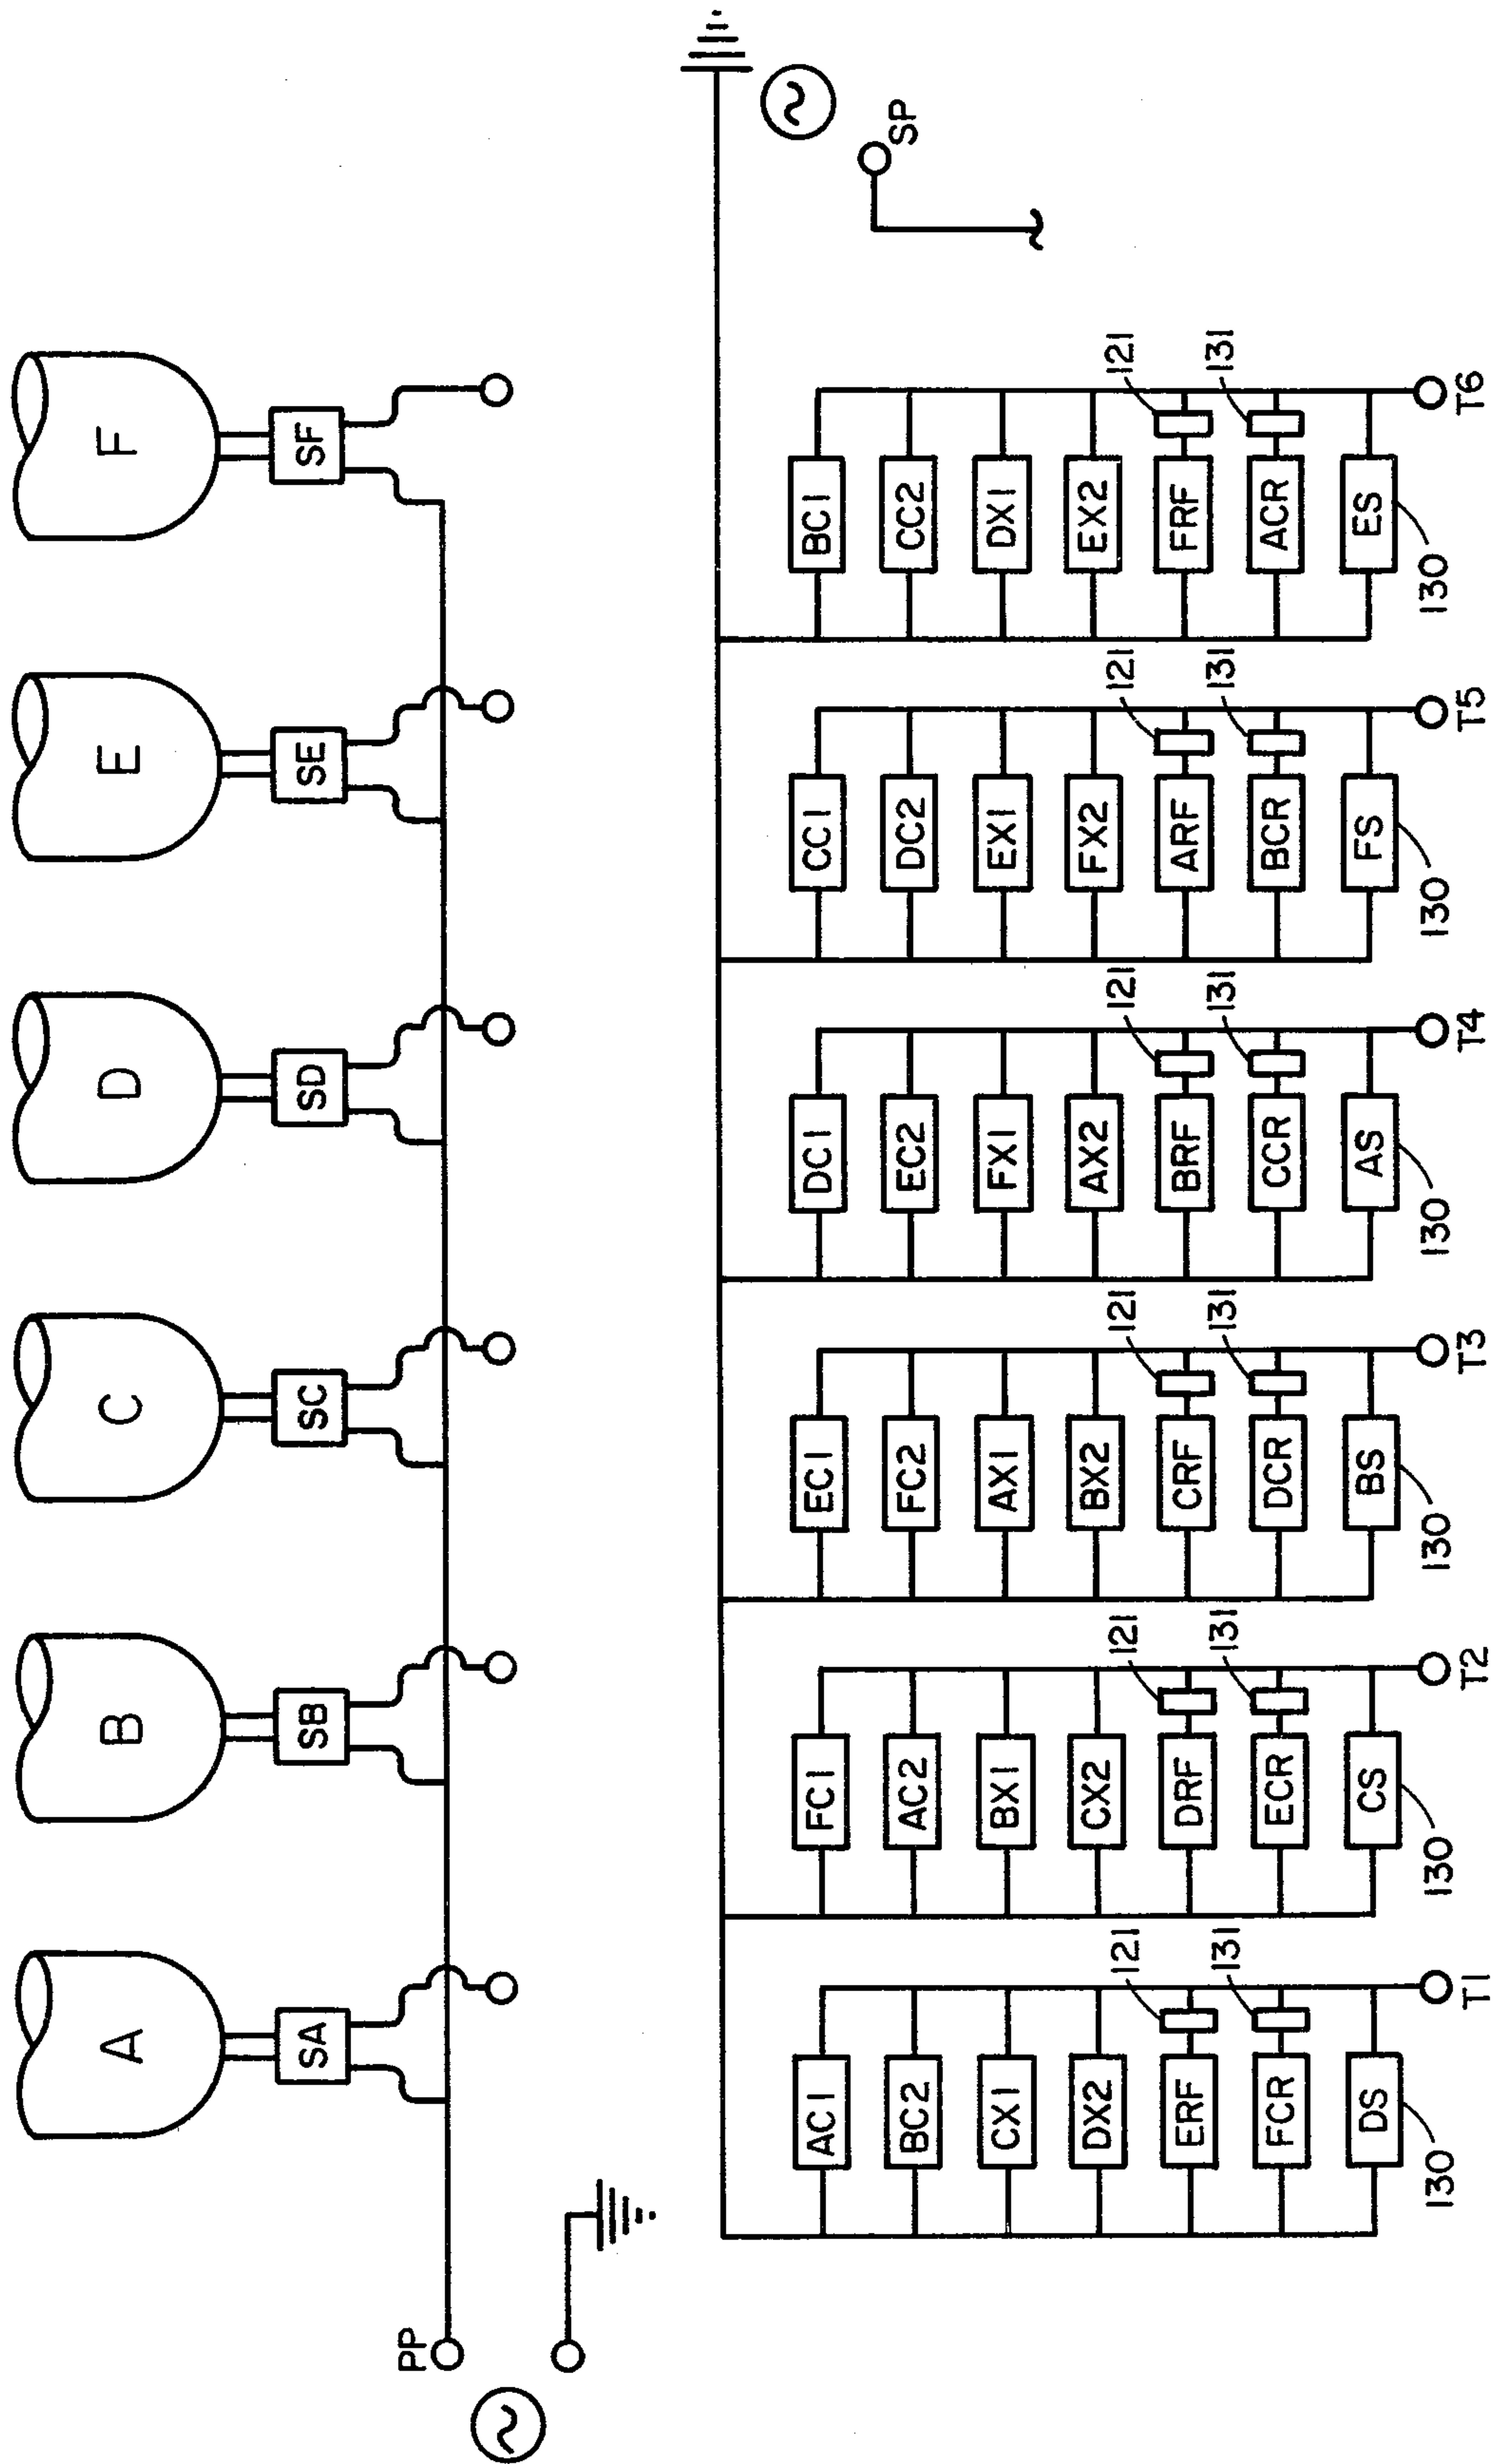 A B C D E F
SA SB SC SD SE SF
PP
SP
AC1 FC1 EC1 DC1 CC1 BC1
BC2 AC2 FC2 EC2 DC2 CC2
CX1 BX1 AX1 FX1 EX1 DX1
DX2 CX2 BX2 AX2 FX2 EX2
121 121 121 121 121 121
ERF DRF CRF BRF ARF FRF
131 131 131 131 131 131
FCR ECR DCR CCR BCR ACR
DS CS BS AS FS ES
130 130 130 130 130 130
T1 T2 T3 T4 T5 T6